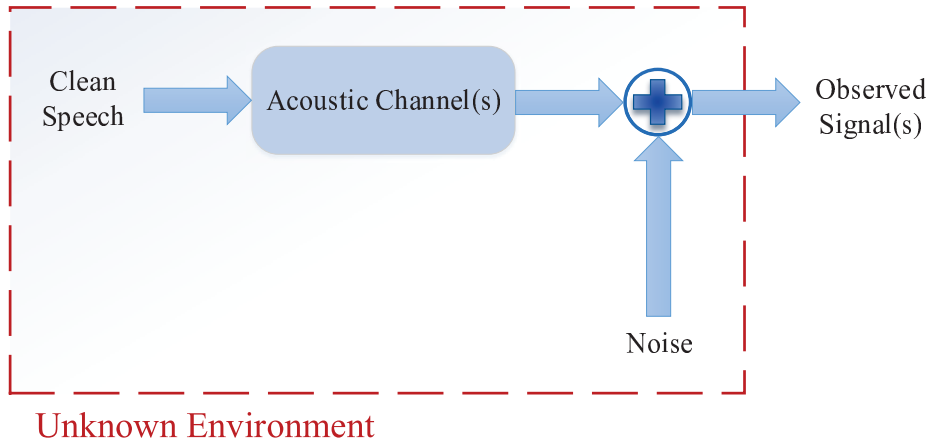 Clean
Speech
Acoustic Channel(s)
Observed
Signal(s)
Noise
Unknown Environment